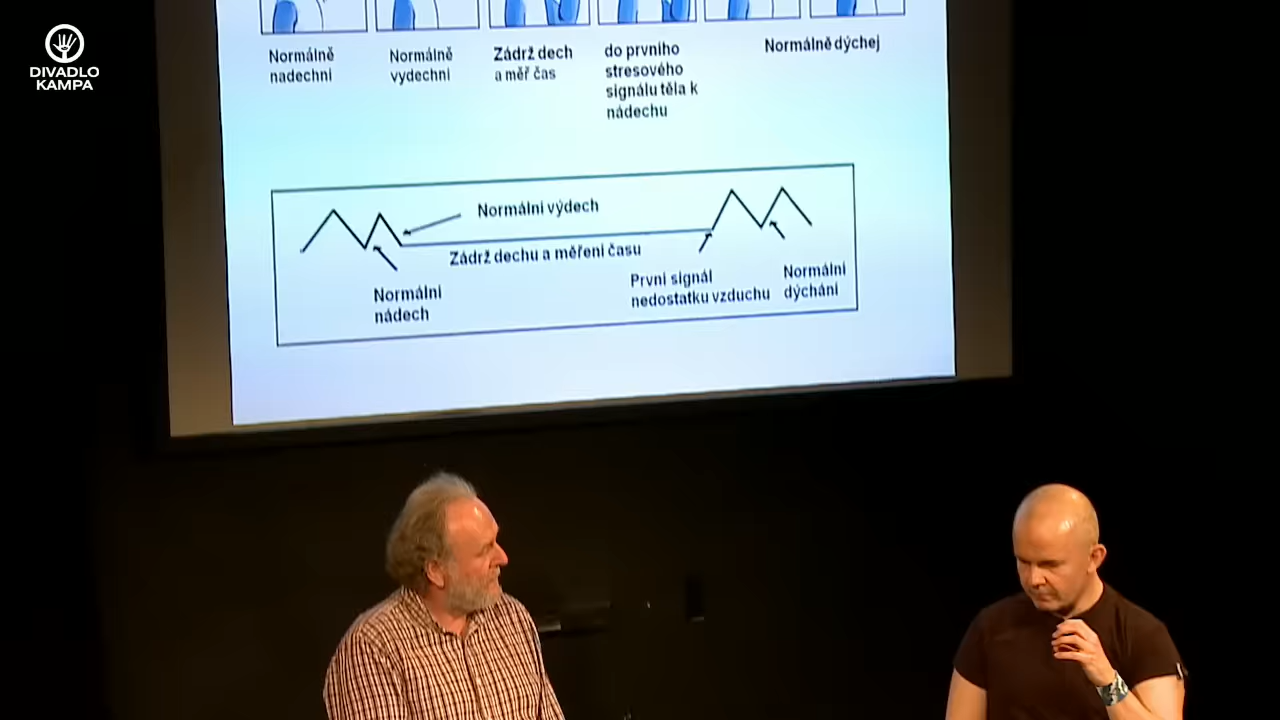 DIVADLO
KAMPA
Normálně
nadechni
Normálně
vydechni
Zádrž dech
a měř čas
do prvního
stresového
signálu těla k
nádechu
Normálně dýchej
Normální výdech
Zádrž dechu a měření času
Normální
nádech
První signál
nedostatku vzduchu
Normální
dýchání